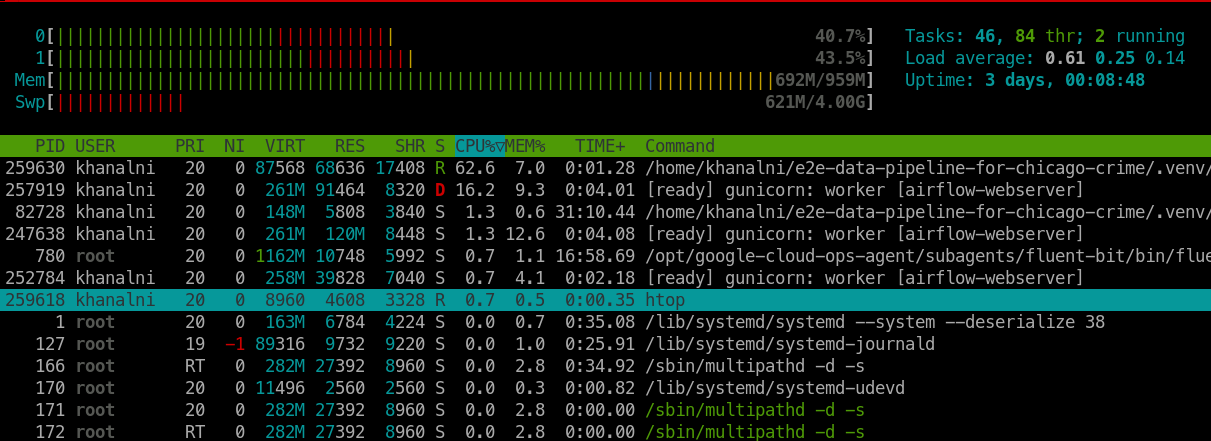 0[||||||||||||||||||||||||||||||||||40.7%] Tasks: 46, 84 thr; 2 running
1[||||||||||||||||||||||||||||||||||||43.5%] Load average: 0.61 0.25 0.14
Mem[||||||||||||||||||||||||||||||||||||||||||||||||||||||||||||||||||||||||692M/959M] Uptime: 3 days, 00:08:48
Swp[|||||||||||||621M/4.00G]
PID USER PRI NI VIRT RES SHR S CPU%▽MEM% TIME+ Command
259630 khanalni 20 0 87568 68636 17408 R 62.6 7.0 0:01.28 /home/khanalni/e2e-data-pipeline-for-chicago-crime/.venv/
257919 khanalni 20 0 261M 91464 8320 D 16.2 9.3 0:04.01 [ready] gunicorn: worker [airflow-webserver]
82728 khanalni 20 0 148M 5808 3840 S 1.3 0.6 31:10.44 /home/khanalni/e2e-data-pipeline-for-chicago-crime/.venv/
247638 khanalni 20 0 261M 120M 8448 S 1.3 12.6 0:04.08 [ready] gunicorn: worker [airflow-webserver]
780 root 20 0 1162M 10748 5992 S 0.7 1.1 16:58.69 /opt/google-cloud-ops-agent/subagents/fluent-bit/bin/flue
252784 khanalni 20 0 258M 39828 7040 S 0.7 4.1 0:02.18 [ready] gunicorn: worker [airflow-webserver]
259618 khanalni 20 0 8960 4608 3328 R 0.7 0.5 0:00.35 htop
1 root 20 0 163M 6784 4224 S 0.0 0.7 0:35.08 /lib/systemd/systemd --system --deserialize 38
127 root 19 -1 89316 9732 9220 S 0.0 1.0 0:25.91 /lib/systemd/systemd-journald
166 root RT 0 282M 27392 8960 S 0.0 2.8 0:34.92 /sbin/multipathd -d -s
170 root 20 0 11496 2560 2560 S 0.0 0.3 0:00.82 /lib/systemd/systemd-udevd
171 root 20 0 282M 27392 8960 S 0.0 2.8 0:00.00 /sbin/multipathd -d -s
172 root RT 0 282M 27392 8960 S 0.0 2.8 0:00.00 /sbin/multipathd -d -s